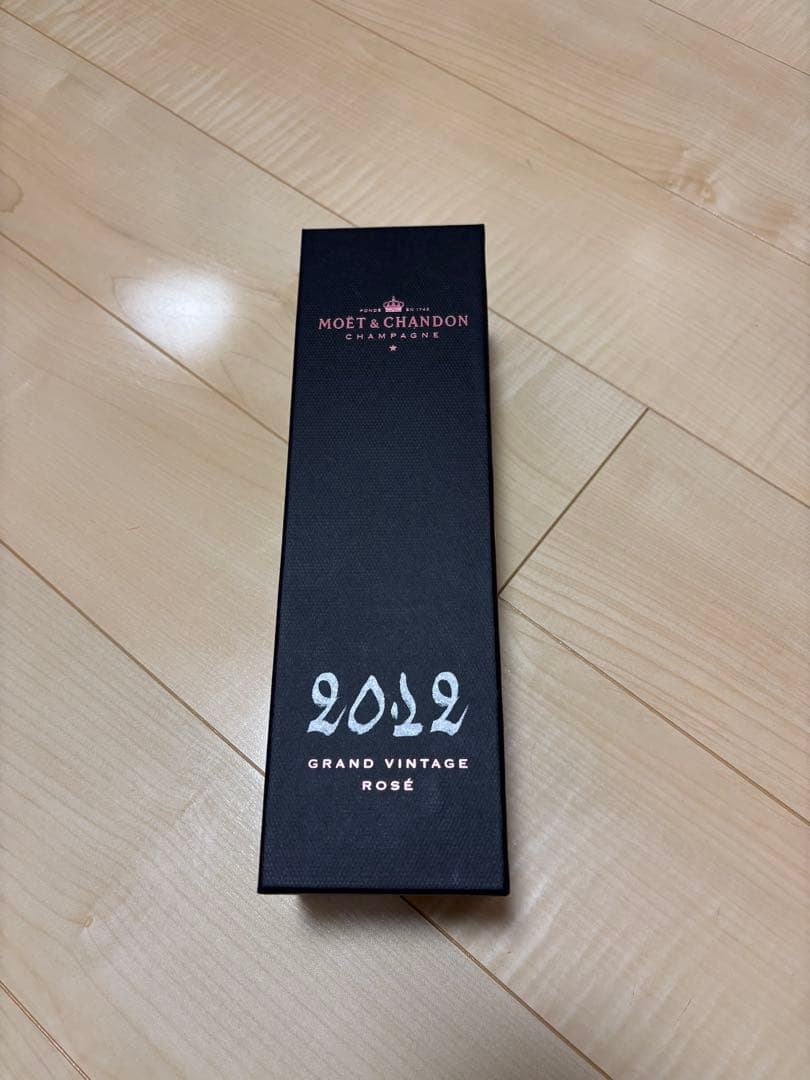 FONDÉ EN 1743
MOËT & CHANDON
CHAMPAGNE
2012
GRAND VINTAGE
ROSÉ